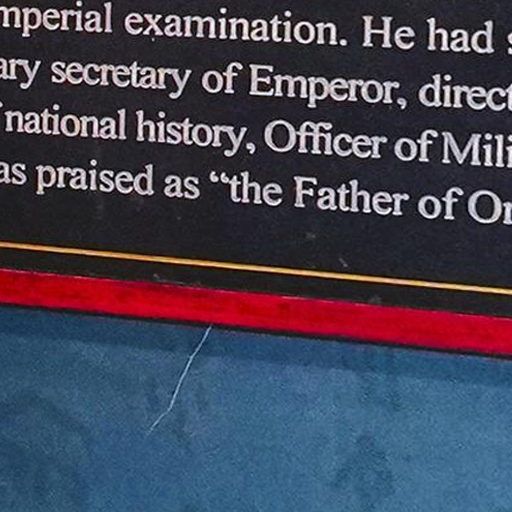 mperial examination. He had s
ary secretary of Emperor, direct
national history, Officer of Mili
as praised as “the Father of Or